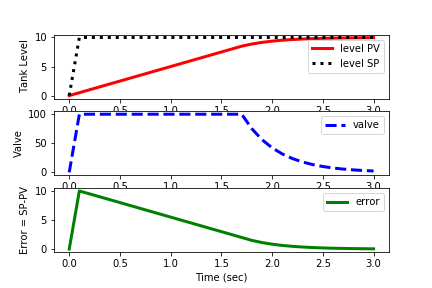 Tank Level
10
5
0
level PV
level SP
0.0 0.5 1.0 1.5 2.0 2.5 3.0
Valve
100
50
0
valve
0.0 0.5 1.0 1.5 2.0 2.5 3.0
Error = SP-PV
10
5
0
error
0.0 0.5 1.0 1.5 2.0 2.5 3.0
Time (sec)